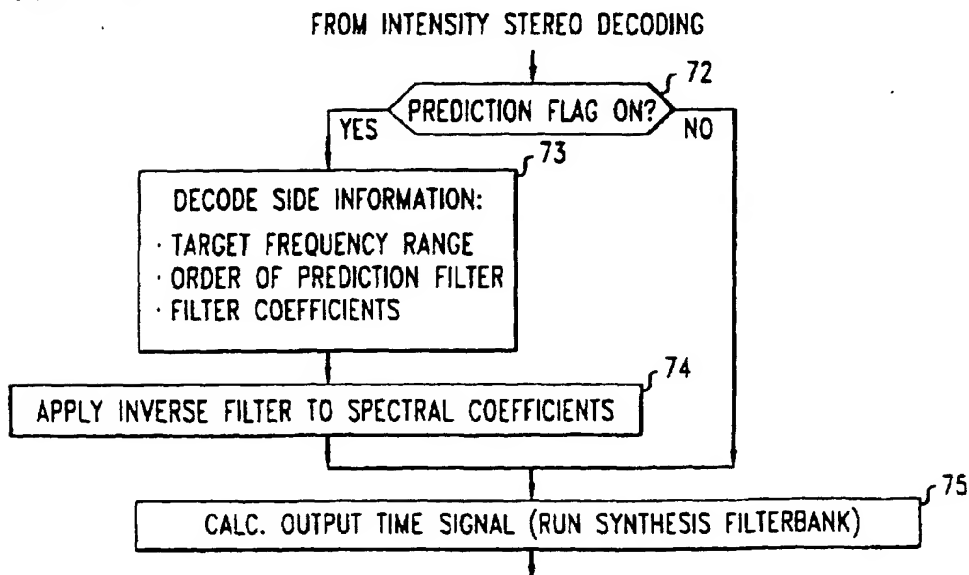 FROM INTENSITY STEREO DECODING
72
PREDICTION FLAG ON?
YES
NO
73
DECODE SIDE INFORMATION:
· TARGET FREQUENCY RANGE
· ORDER OF PREDICTION FILTER
· FILTER COEFFICIENTS
74
APPLY INVERSE FILTER TO SPECTRAL COEFFICIENTS
75
CALC. OUTPUT TIME SIGNAL (RUN SYNTHESIS FILTERBANK)